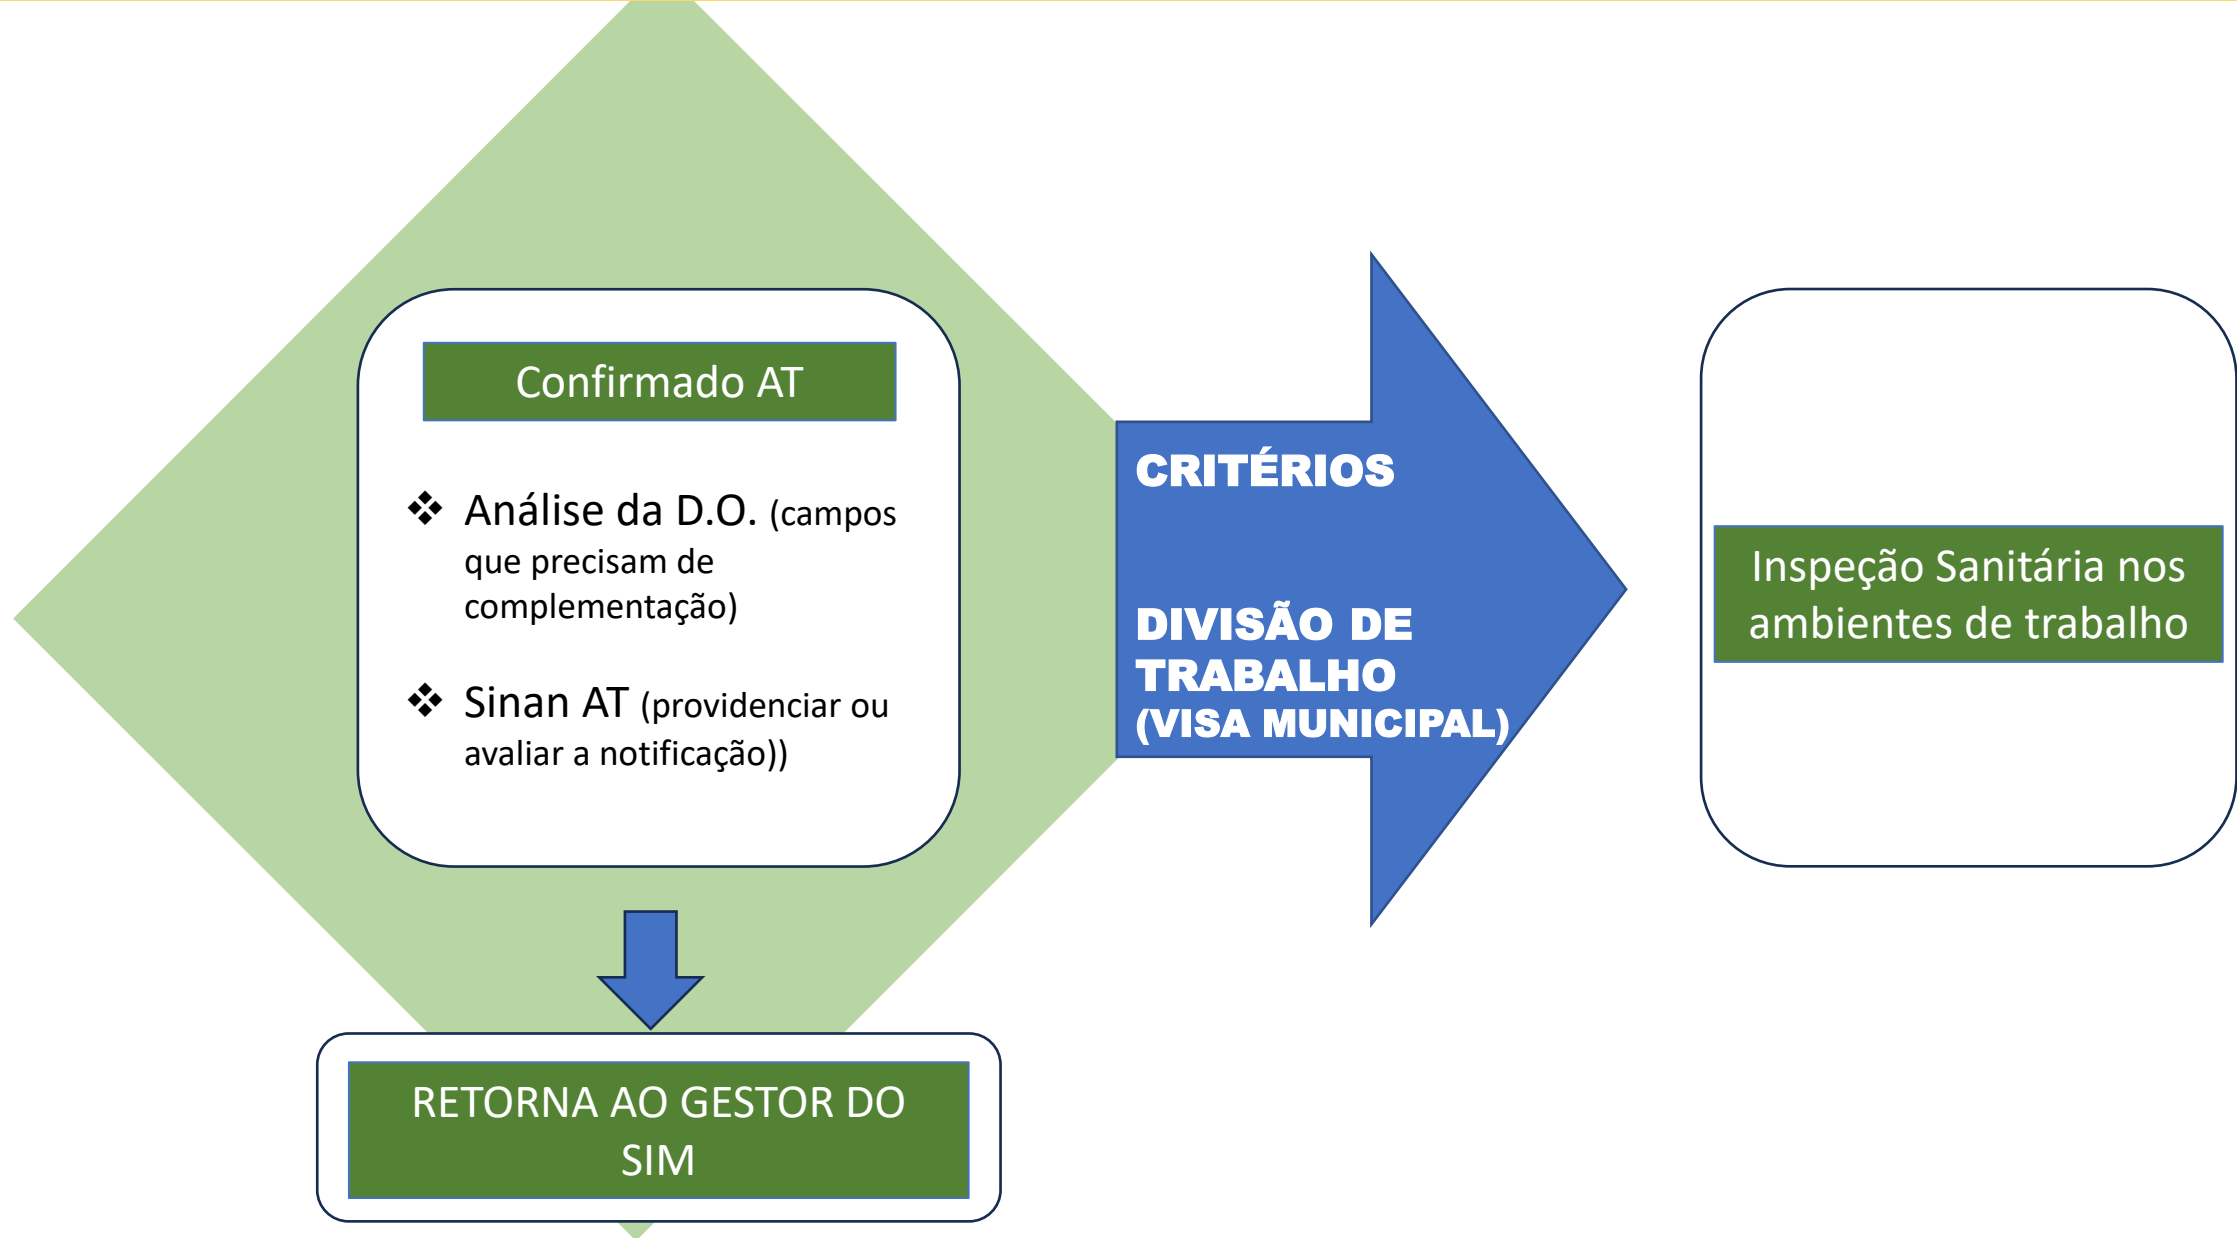 Confirmado AT
❖ Análise da D.O. (campos
que precisam de
complementação)
❖ Sinan AT (providenciar ou
avaliar a notificação))
RETORNA AO GESTOR DO
SIM
CRITÉRIOS
DIVISÃO DE
TRABALHO
(VISA MUNICIPAL)
Inspeção Sanitária nos
ambientes de trabalho